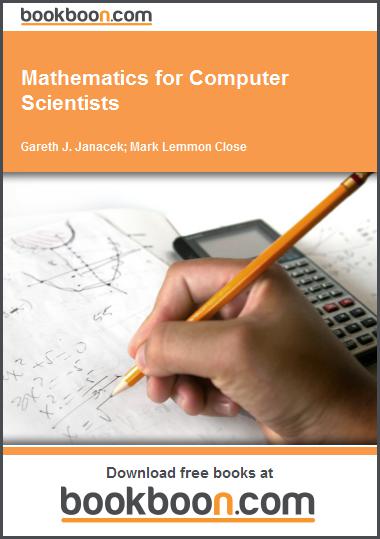 bookboon.com
Mathematics for Computer
Scientists
Gareth J. Janacek; Mark Lemmon Close
Download free books at
bookboon.com